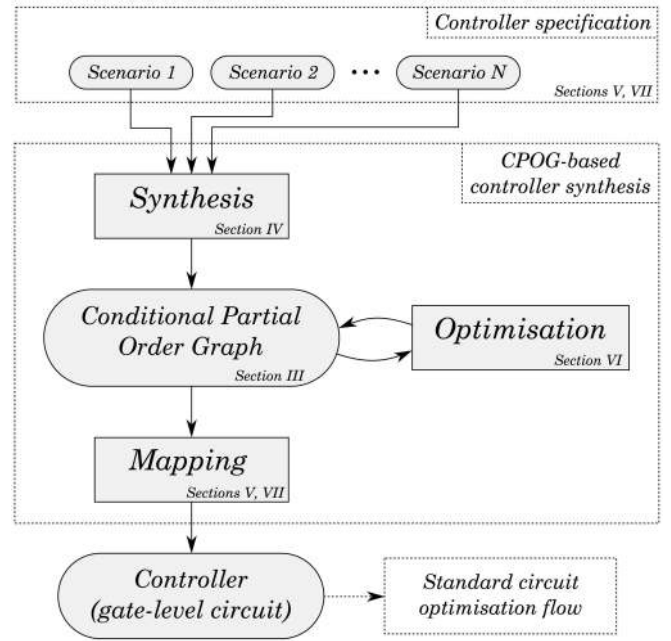 Controller specification
Scenario 1
Scenario 2
...
Scenario N
Sections V, VII
CPOG-based
controller synthesis
Synthesis
Section IV
Conditional Partial
Order Graph
Section III
Optimisation
Section VI
Mapping
Sections V, VII
Controller
(gate-level circuit)
Standard circuit
optimisation flow